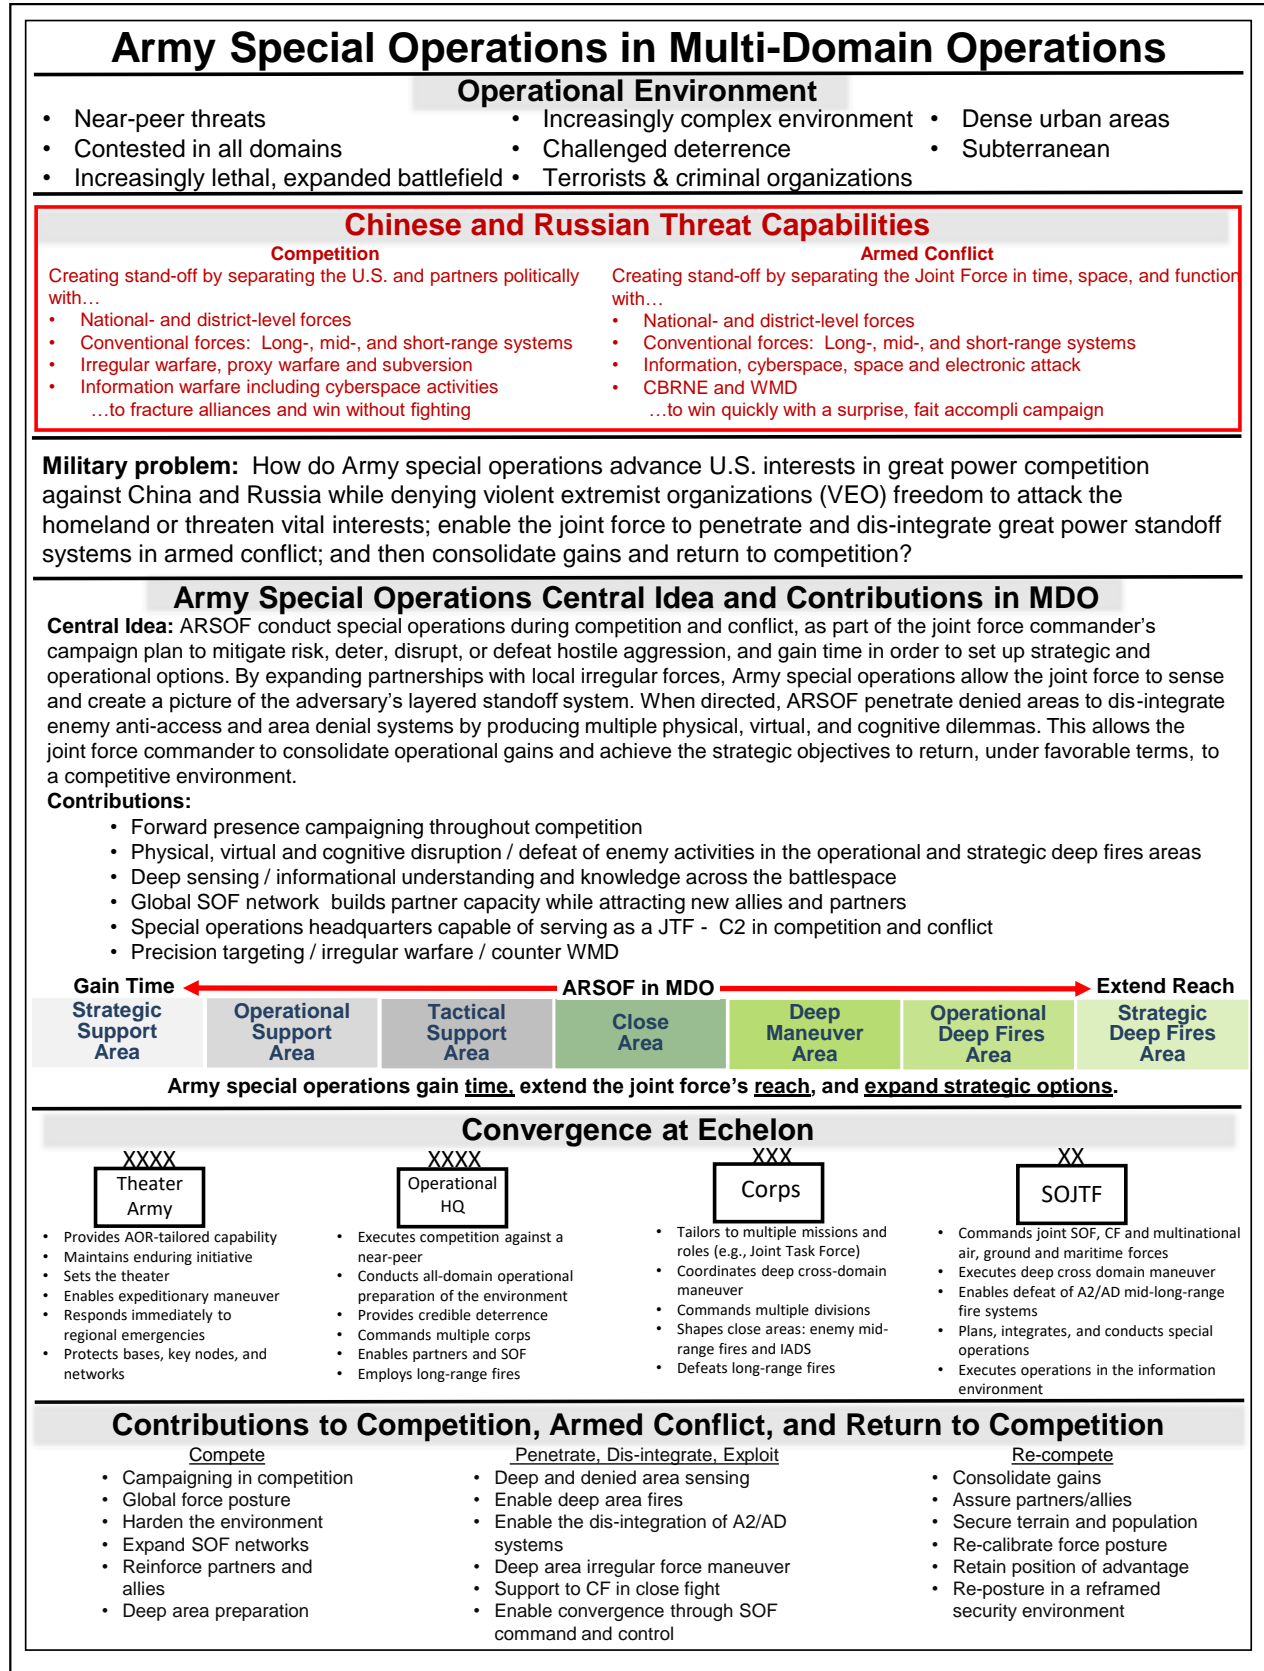 Army Special Operations in Multi-Domain Operations
Operational Environment
• Near-peer threats
• Contested in all domains
• Increasingly lethal, expanded battlefield
• Increasingly complex environment
• Challenged deterrence
• Terrorists & criminal organizations
• Dense urban areas
• Subterranean
Chinese and Russian Threat Capabilities
Competition
Creating stand-off by separating the U.S. and partners politically
with…
• National- and district-level forces
• Conventional forces: Long-, mid-, and short-range systems
• Irregular warfare, proxy warfare and subversion
• Information warfare including cyberspace activities
…to fracture alliances and win without fighting
Armed Conflict
Creating stand-off by separating the Joint Force in time, space, and function
with…
• National- and district-level forces
• Conventional forces: Long-, mid-, and short-range systems
• Information, cyberspace, space and electronic attack
• CBRNE and WMD
…to win quickly with a surprise, fait accompli campaign
Military problem: How do Army special operations advance U.S. interests in great power competition
against China and Russia while denying violent extremist organizations (VEO) freedom to attack the
homeland or threaten vital interests; enable the joint force to penetrate and dis-integrate great power standoff
systems in armed conflict; and then consolidate gains and return to competition?
Army Special Operations Central Idea and Contributions in MDO
Central Idea: ARSOF conduct special operations during competition and conflict, as part of the joint force commander's
campaign plan to mitigate risk, deter, disrupt, or defeat hostile aggression, and gain time in order to set up strategic and
operational options. By expanding partnerships with local irregular forces, Army special operations allow the joint force to sense
and create a picture of the adversary's layered standoff system. When directed, ARSOF penetrate denied areas to dis-integrate
enemy anti-access and area denial systems by producing multiple physical, virtual, and cognitive dilemmas. This allows the
joint force commander to consolidate operational gains and achieve the strategic objectives to return, under favorable terms, to
a competitive environment.
Contributions:
• Forward presence campaigning throughout competition
• Physical, virtual and cognitive disruption / defeat of enemy activities in the operational and strategic deep fires areas
• Deep sensing / informational understanding and knowledge across the battlespace
• Global SOF network builds partner capacity while attracting new allies and partners
• Special operations headquarters capable of serving as a JTF - C2 in competition and conflict
• Precision targeting / irregular warfare / counter WMD
Gain Time ARSOF in MDO Extend Reach
Strategic
Support
Area
Operational
Support
Area
Tactical
Support
Area
Close
Area
Deep
Maneuver
Area
Operational
Deep Fires
Area
Strategic
Deep Fires
Area
Army special operations gain time, extend the joint force's reach, and expand strategic options.
Convergence at Echelon
XXXX
Theater
Army
• Provides AOR-tailored capability
• Maintains enduring initiative
• Sets the theater
• Enables expeditionary maneuver
• Responds immediately to
regional emergencies
• Protects bases, key nodes, and
networks
XXXX
Operational
HQ
• Executes competition against a
near-peer
• Conducts all-domain operational
preparation of the environment
• Provides credible deterrence
• Commands multiple corps
• Enables partners and SOF
• Employs long-range fires
XXX
Corps
• Tailors to multiple missions and
roles (e.g., Joint Task Force)
• Coordinates deep cross-domain
maneuver
• Commands multiple divisions
• Shapes close areas: enemy mid-
range fires and IADS
• Defeats long-range fires
XX
SOJTF
• Commands joint SOF, CF and multinational
air, ground and maritime forces
• Executes deep cross domain maneuver
• Enables defeat of A2/AD mid-long-range
fire systems
• Plans, integrates, and conducts special
operations
• Executes operations in the information
environment
Contributions to Competition, Armed Conflict, and Return to Competition
Compete
• Campaigning in competition
• Global force posture
• Harden the environment
• Expand SOF networks
• Reinforce partners and
allies
• Deep area preparation
Penetrate, Dis-integrate, Exploit
• Deep and denied area sensing
• Enable deep area fires
• Enable the dis-integration of A2/AD
systems
• Deep area irregular force maneuver
• Support to CF in close fight
• Enable convergence through SOF
command and control
Re-compete
• Consolidate gains
• Assure partners/allies
• Secure terrain and population
• Re-calibrate force posture
• Retain position of advantage
• Re-posture in a reframed
security environment